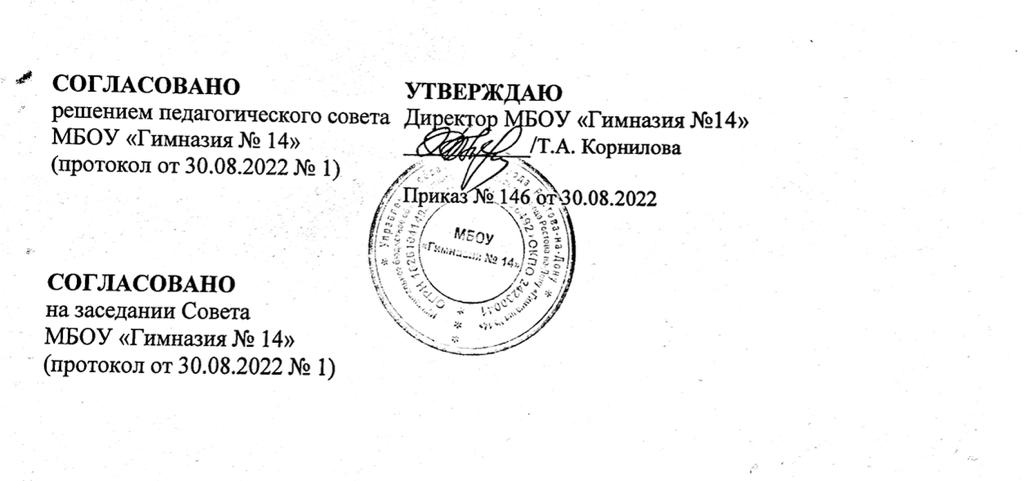 СОГЛАСОВАНО
решением педагогического совета
МБОУ «Гимназия № 14»
(протокол от 30.08.2022 № 1)
УТВЕРЖДАЮ
Директор МБОУ «Гимназия №14»
/Т.А. Корнилова
Приказ № 146 от 30.08.2022
МБОУ
«Гимназия № 14»
СОГЛАСОВАНО
на заседании Совета
МБОУ «Гимназия № 14»
(протокол от 30.08.2022 № 1)